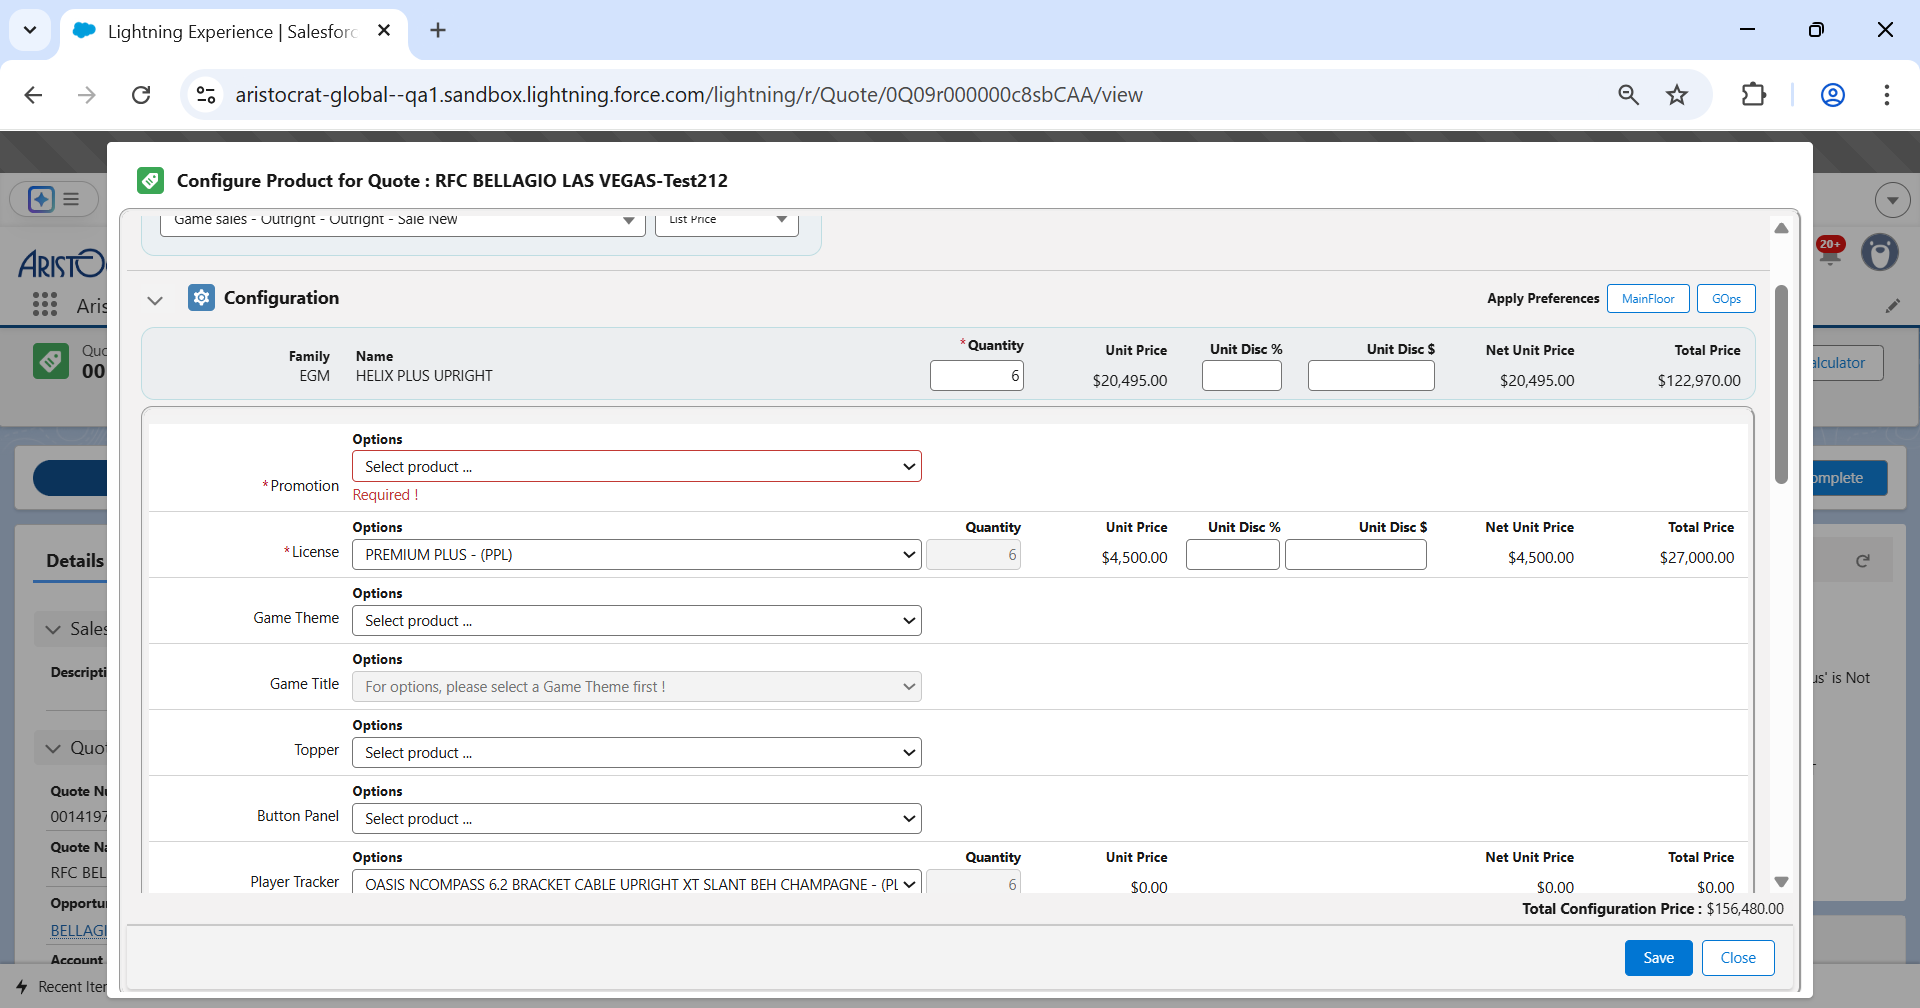 Lightning Experience | Salesforc
aristocrat-global--qa1.sandbox.lightning.force.com/lightning/r/Quote/0Q09r000000c8sbCAA/view
Configure Product for Quote : RFC BELLAGIO LAS VEGAS-Test212
Game sales - Outright - Outright - Sale New
List Price
Configuration
Apply Preferences
MainFloor
GOps
Family
EGM
Name
HELIX PLUS UPRIGHT
*Quantity
6
Unit Price
$20,495.00
Unit Disc %
Unit Disc $
Net Unit Price
$20,495.00
Total Price
$122,970.00
Options
*Promotion
Select product ...
Required !
Options
Quantity
Unit Price
Unit Disc %
Unit Disc $
Net Unit Price
Total Price
*License
PREMIUM PLUS - (PPL)
6
$4,500.00
$4,500.00
$27,000.00
Options
Game Theme
Select product ...
Options
Game Title
For options, please select a Game Theme first !
Options
Topper
Select product ...
Options
Button Panel
Select product ...
Options
Quantity
Unit Price
Net Unit Price
Total Price
Player Tracker
OASIS NCOMPASS 6.2 BRACKET CABLE UPRIGHT XT SLANT BEH CHAMPAGNE - (PL
6
$0.00
$0.00
$0.00
Total Configuration Price : $156,480.00
Save
Close
ARISTO
Aris
Quo
00
Details
Sales
Descripti
Quot
Quote Nu
0014197
Quote Na
RFC BEL
Opportu
BELLAGI
Account
Recent Iter
20+
alculator
omplete
us' is Not